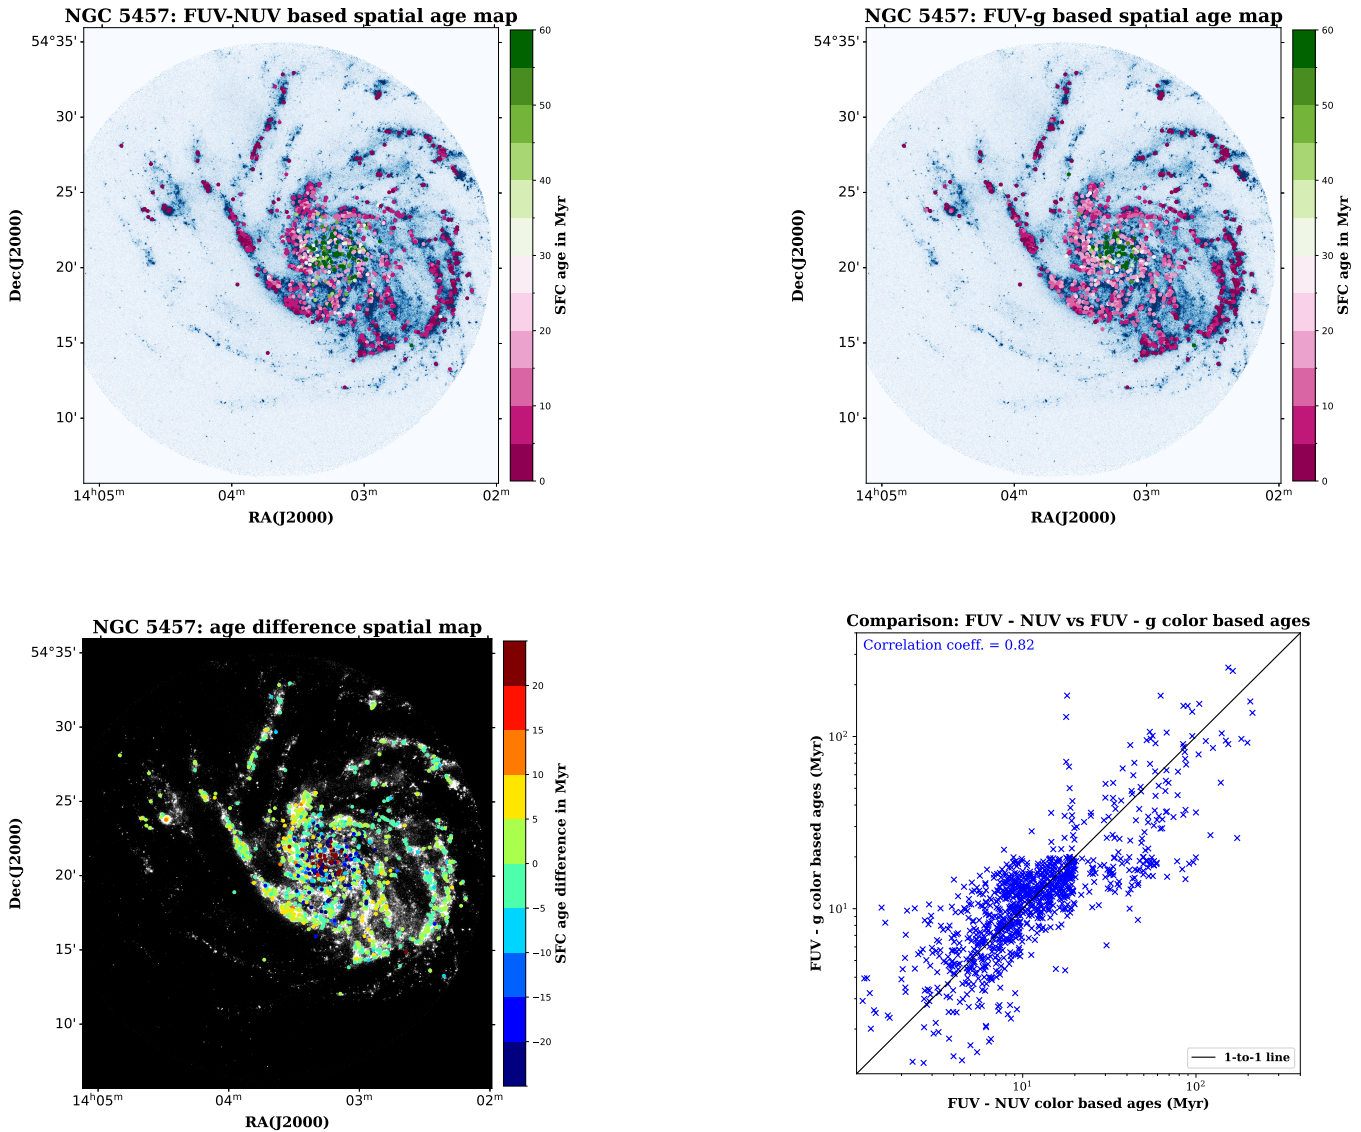 NGC 5457: FUV-NUV based spatial age map
54°35'
30'
25'
20'
15'
10'
Dec(J2000)
14ʰ05ᵐ 04ᵐ 03ᵐ 02ᵐ
RA(J2000)
60
50
40
30
20
10
0
SFC age in Myr
NGC 5457: FUV-g based spatial age map
54°35'
30'
25'
20'
15'
10'
Dec(J2000)
14ʰ05ᵐ 04ᵐ 03ᵐ 02ᵐ
RA(J2000)
60
50
40
30
20
10
0
SFC age in Myr
NGC 5457: age difference spatial map
54°35'
30'
25'
20'
15'
10'
Dec(J2000)
14ʰ05ᵐ 04ᵐ 03ᵐ 02ᵐ
RA(J2000)
20
15
10
5
0
−5
−10
−15
−20
SFC age difference in Myr
Comparison: FUV - NUV vs FUV - g color based ages
Correlation coeff. = 0.82
10²
10¹
FUV - g color based ages (Myr)
1-to-1 line
10¹ 10²
FUV - NUV color based ages (Myr)